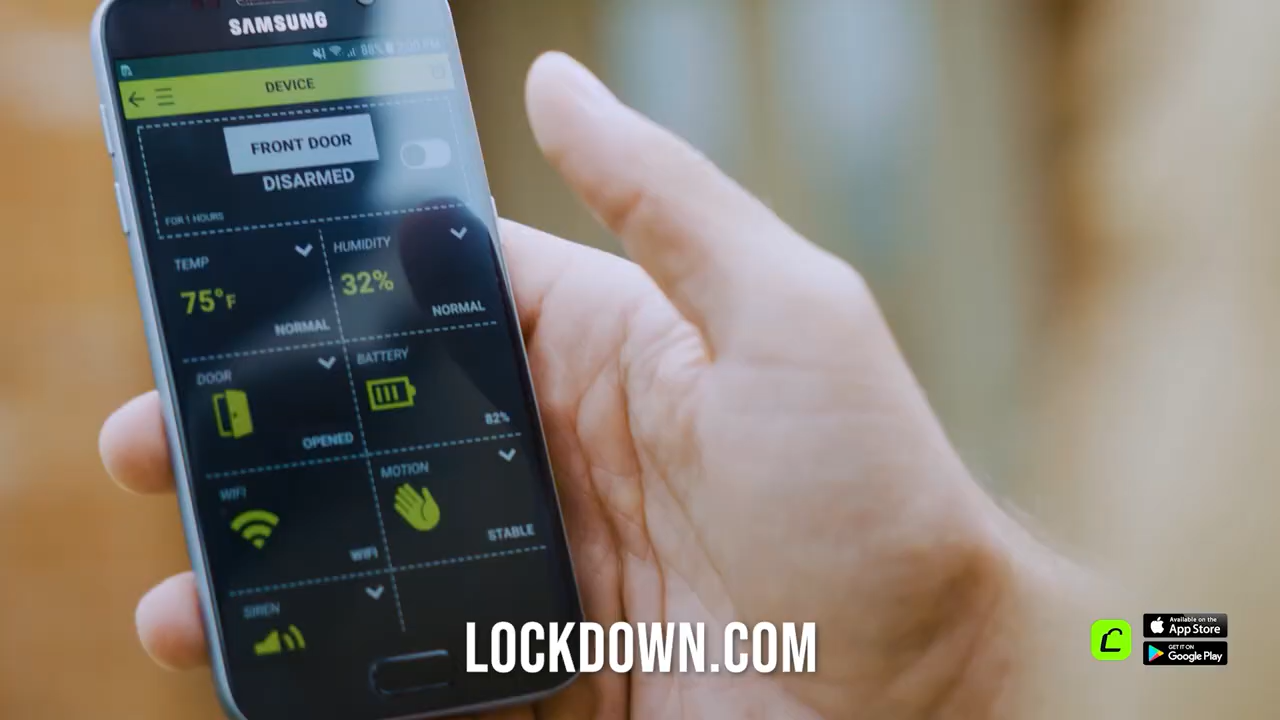 SAMSUNG
88%
DEVICE
FRONT DOOR
DISARMED
FOR 1 HOURS
TEMP
75°F
NORMAL
HUMIDITY
32%
NORMAL
DOOR
OPENED
BATTERY
82%
WIFI
WIFI
MOTION
STABLE
SIREN
LOCKDOWN.COM
Available on the
App Store
GET IT ON
Google Play